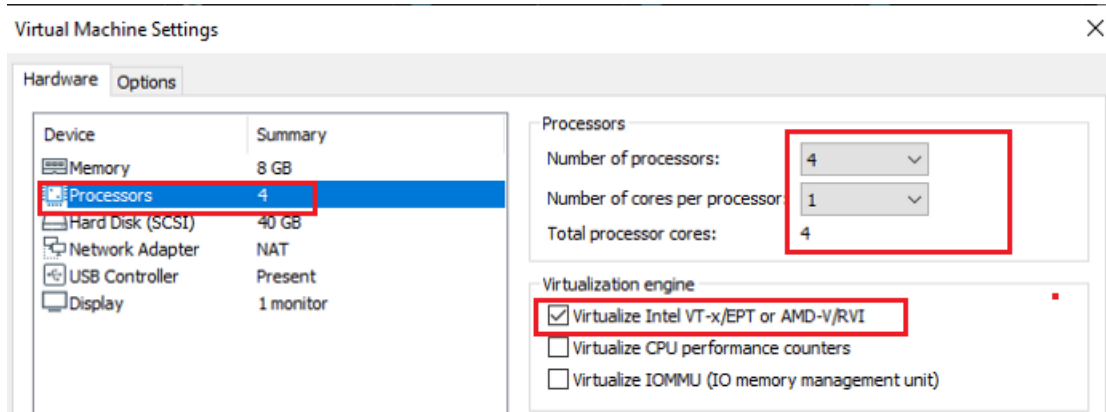 Virtual Machine Settings
Hardware Options
Device Summary
Memory 8 GB
Processors 4
Hard Disk (SCSI) 40 GB
Network Adapter NAT
USB Controller Present
Display 1 monitor
Processors
Number of processors: 4
Number of cores per processor: 1
Total processor cores: 4
Virtualization engine
Virtualize Intel VT-x/EPT or AMD-V/RVI
Virtualize CPU performance counters
Virtualize IOMMU (IO memory management unit)